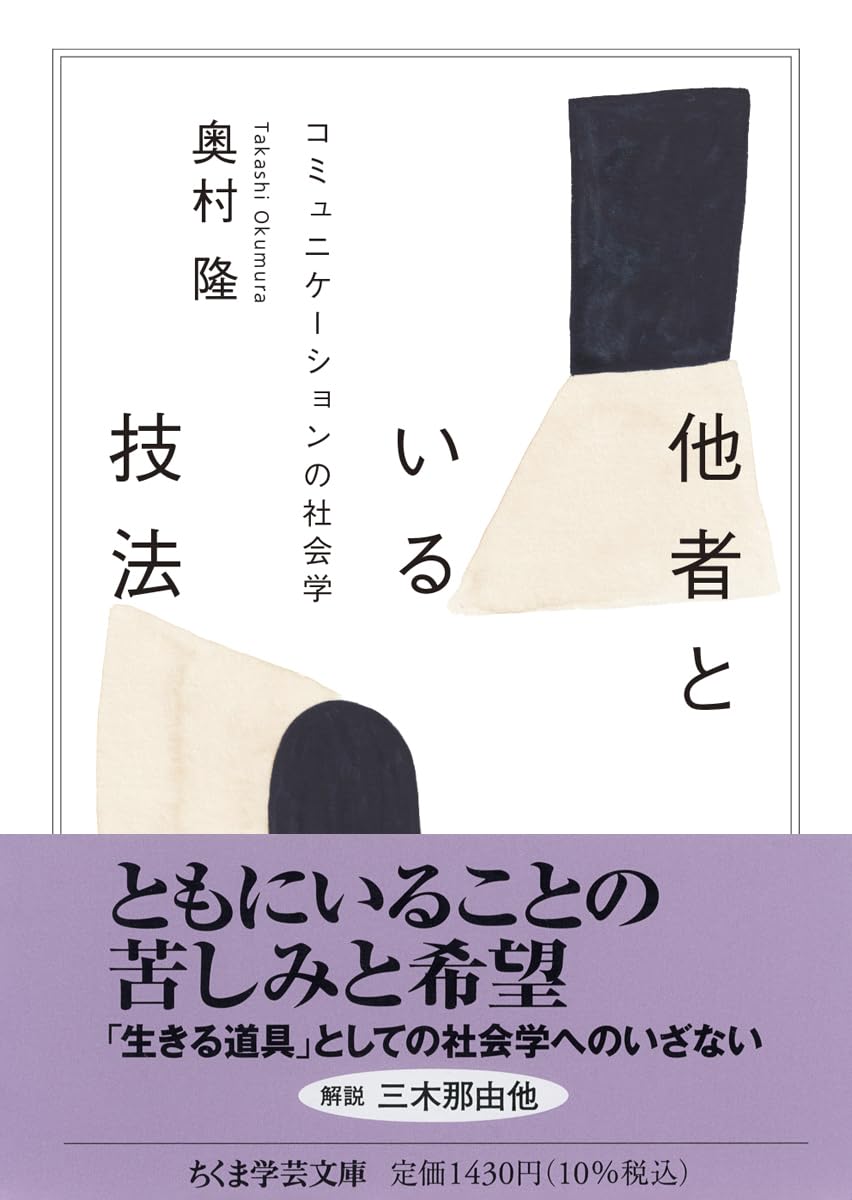 他者と
いる
技法
コミュニケーションの社会学
Takashi Okumura
奥村 隆
ともにいることの
苦しみと希望
「生きる道具」としての社会学へのいざない
解説 三木那由他
ちくま学芸文庫 定価1430円(10%税込)